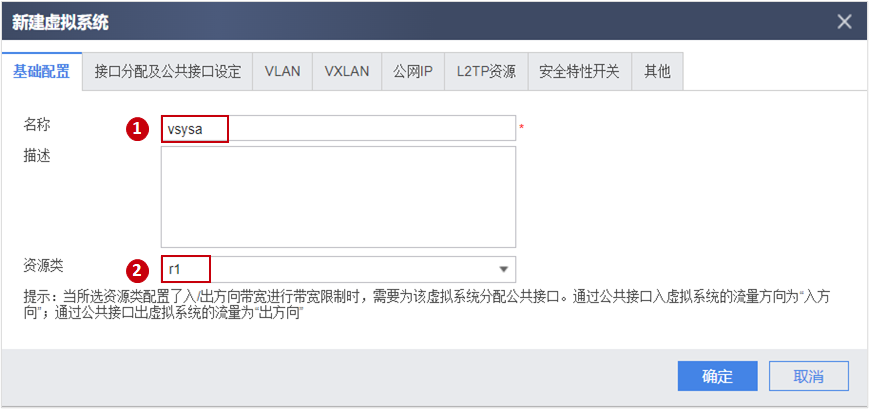 新建虚拟系统
基础配置 接口分配及公共接口设定 VLAN VXLAN 公网IP L2TP资源 安全特性开关 其他
名称 1 vsysa *
描述
资源类 2 r1
提示：当所选资源类配置了入/出方向带宽进行带宽限制时，需要为该虚拟系统分配公共接口。通过公共接口入虚拟系统的流量方向为“入方
向”；通过公共接口出虚拟系统的流量为“出方向”
确定 取消